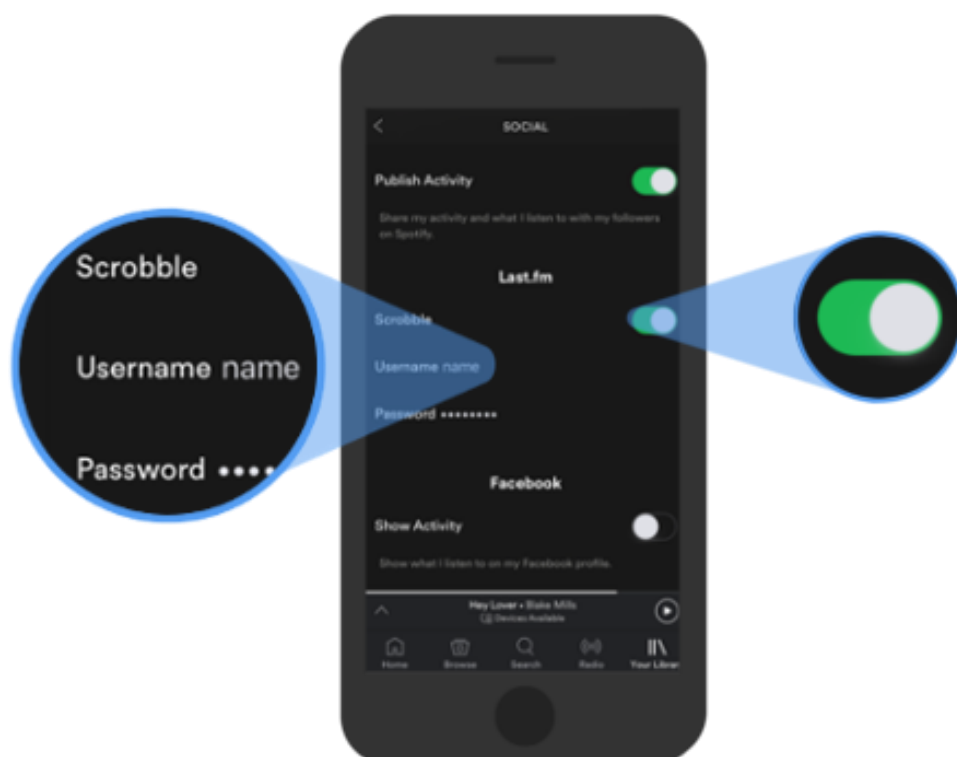 SOCIAL
Publish Activity
Share my activity and what I listen to with my followers
on Spotify.
Last.fm
Scrobble
Username name
Password ••••••••
Facebook
Show Activity
Show what I listen to on my Facebook profile.
Hey Lover • Blake Mills
Devices Available
Home Browse Search Radio Your Librar
Scrobble
Username name
Password ••••